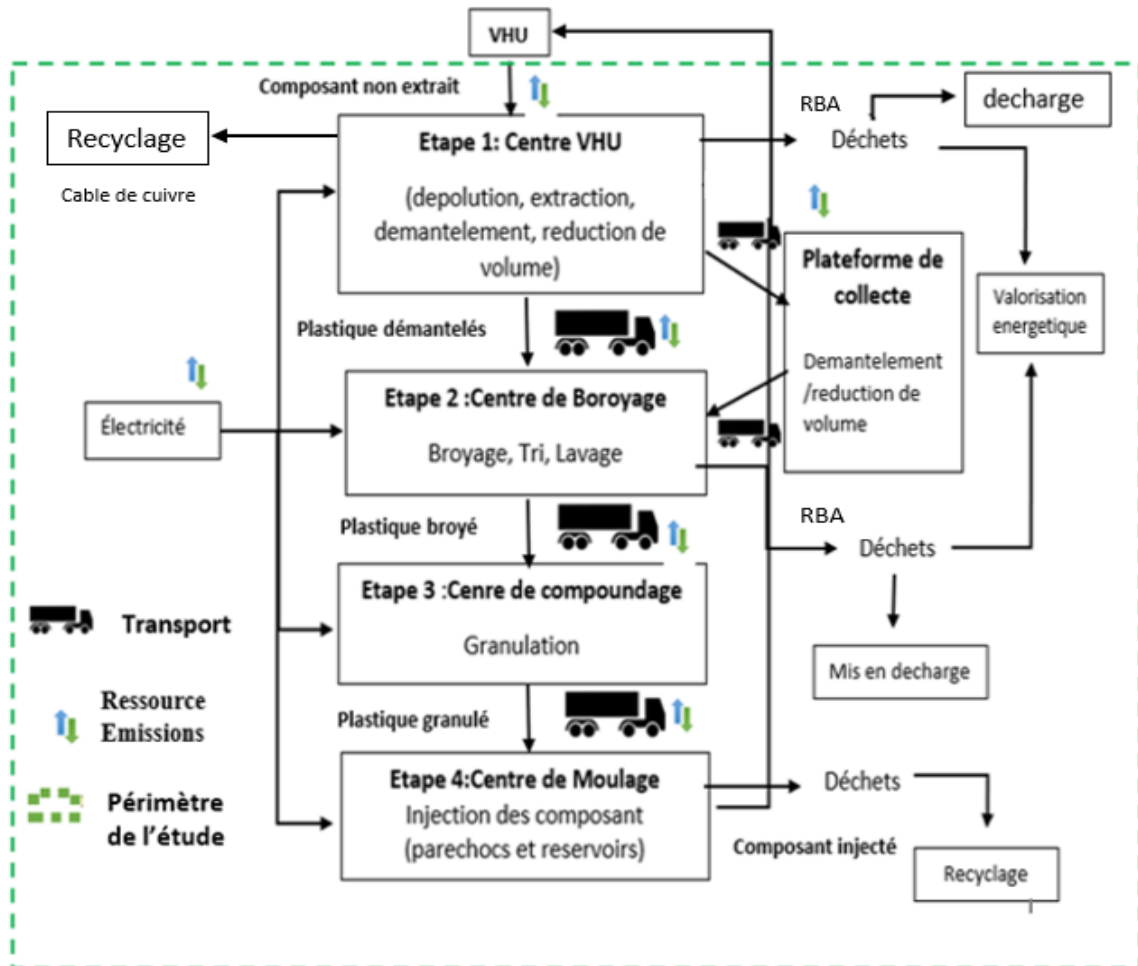 VHU
Composant non extrait
RBA
decharge
Recyclage
Cable de cuivre
Etape 1: Centre VHU
(depolution, extraction,
demantelement, reduction de
volume)
Déchets
Plateforme de
collecte
Demantelement
/reduction de
volume
Valorisation
energetique
Plastique démantelés
Électricité
Etape 2 :Centre de Boroyage
Broyage, Tri, Lavage
Plastique broyé
RBA
Déchets
Etape 3 :Cenre de compoundage
Granulation
Mis en decharge
Transport
Ressource
Emissions
Périmètre
de l’étude
Plastique granulé
Etape 4:Centre de Moulage
Injection des composant
(parechocs et reservoirs)
Déchets
Composant injecté
Recyclage